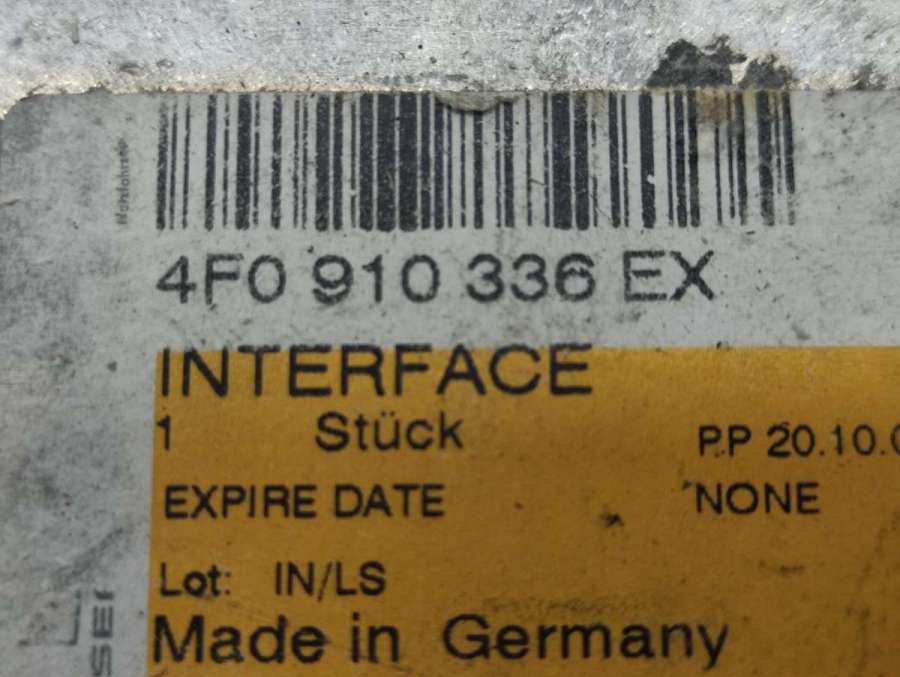 4F0 910 336 EX
INTERFACE
1 Stück P.P 20.10.0
EXPIRE DATE NONE
Lot: IN/LS
Made in Germany